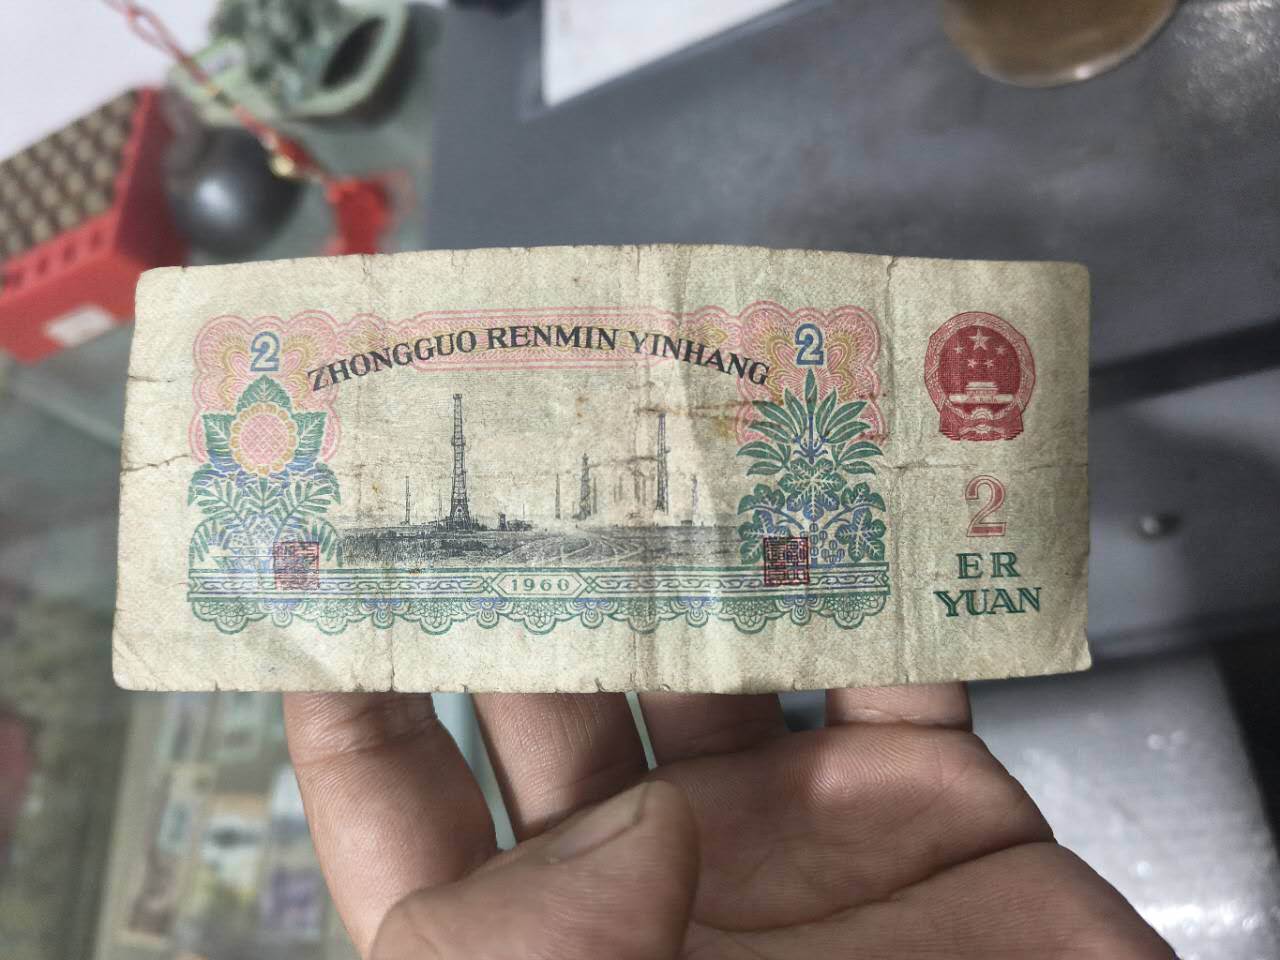 2
2
ZHONGGUO RENMIN YINHANG
1960
2
ER
YUAN